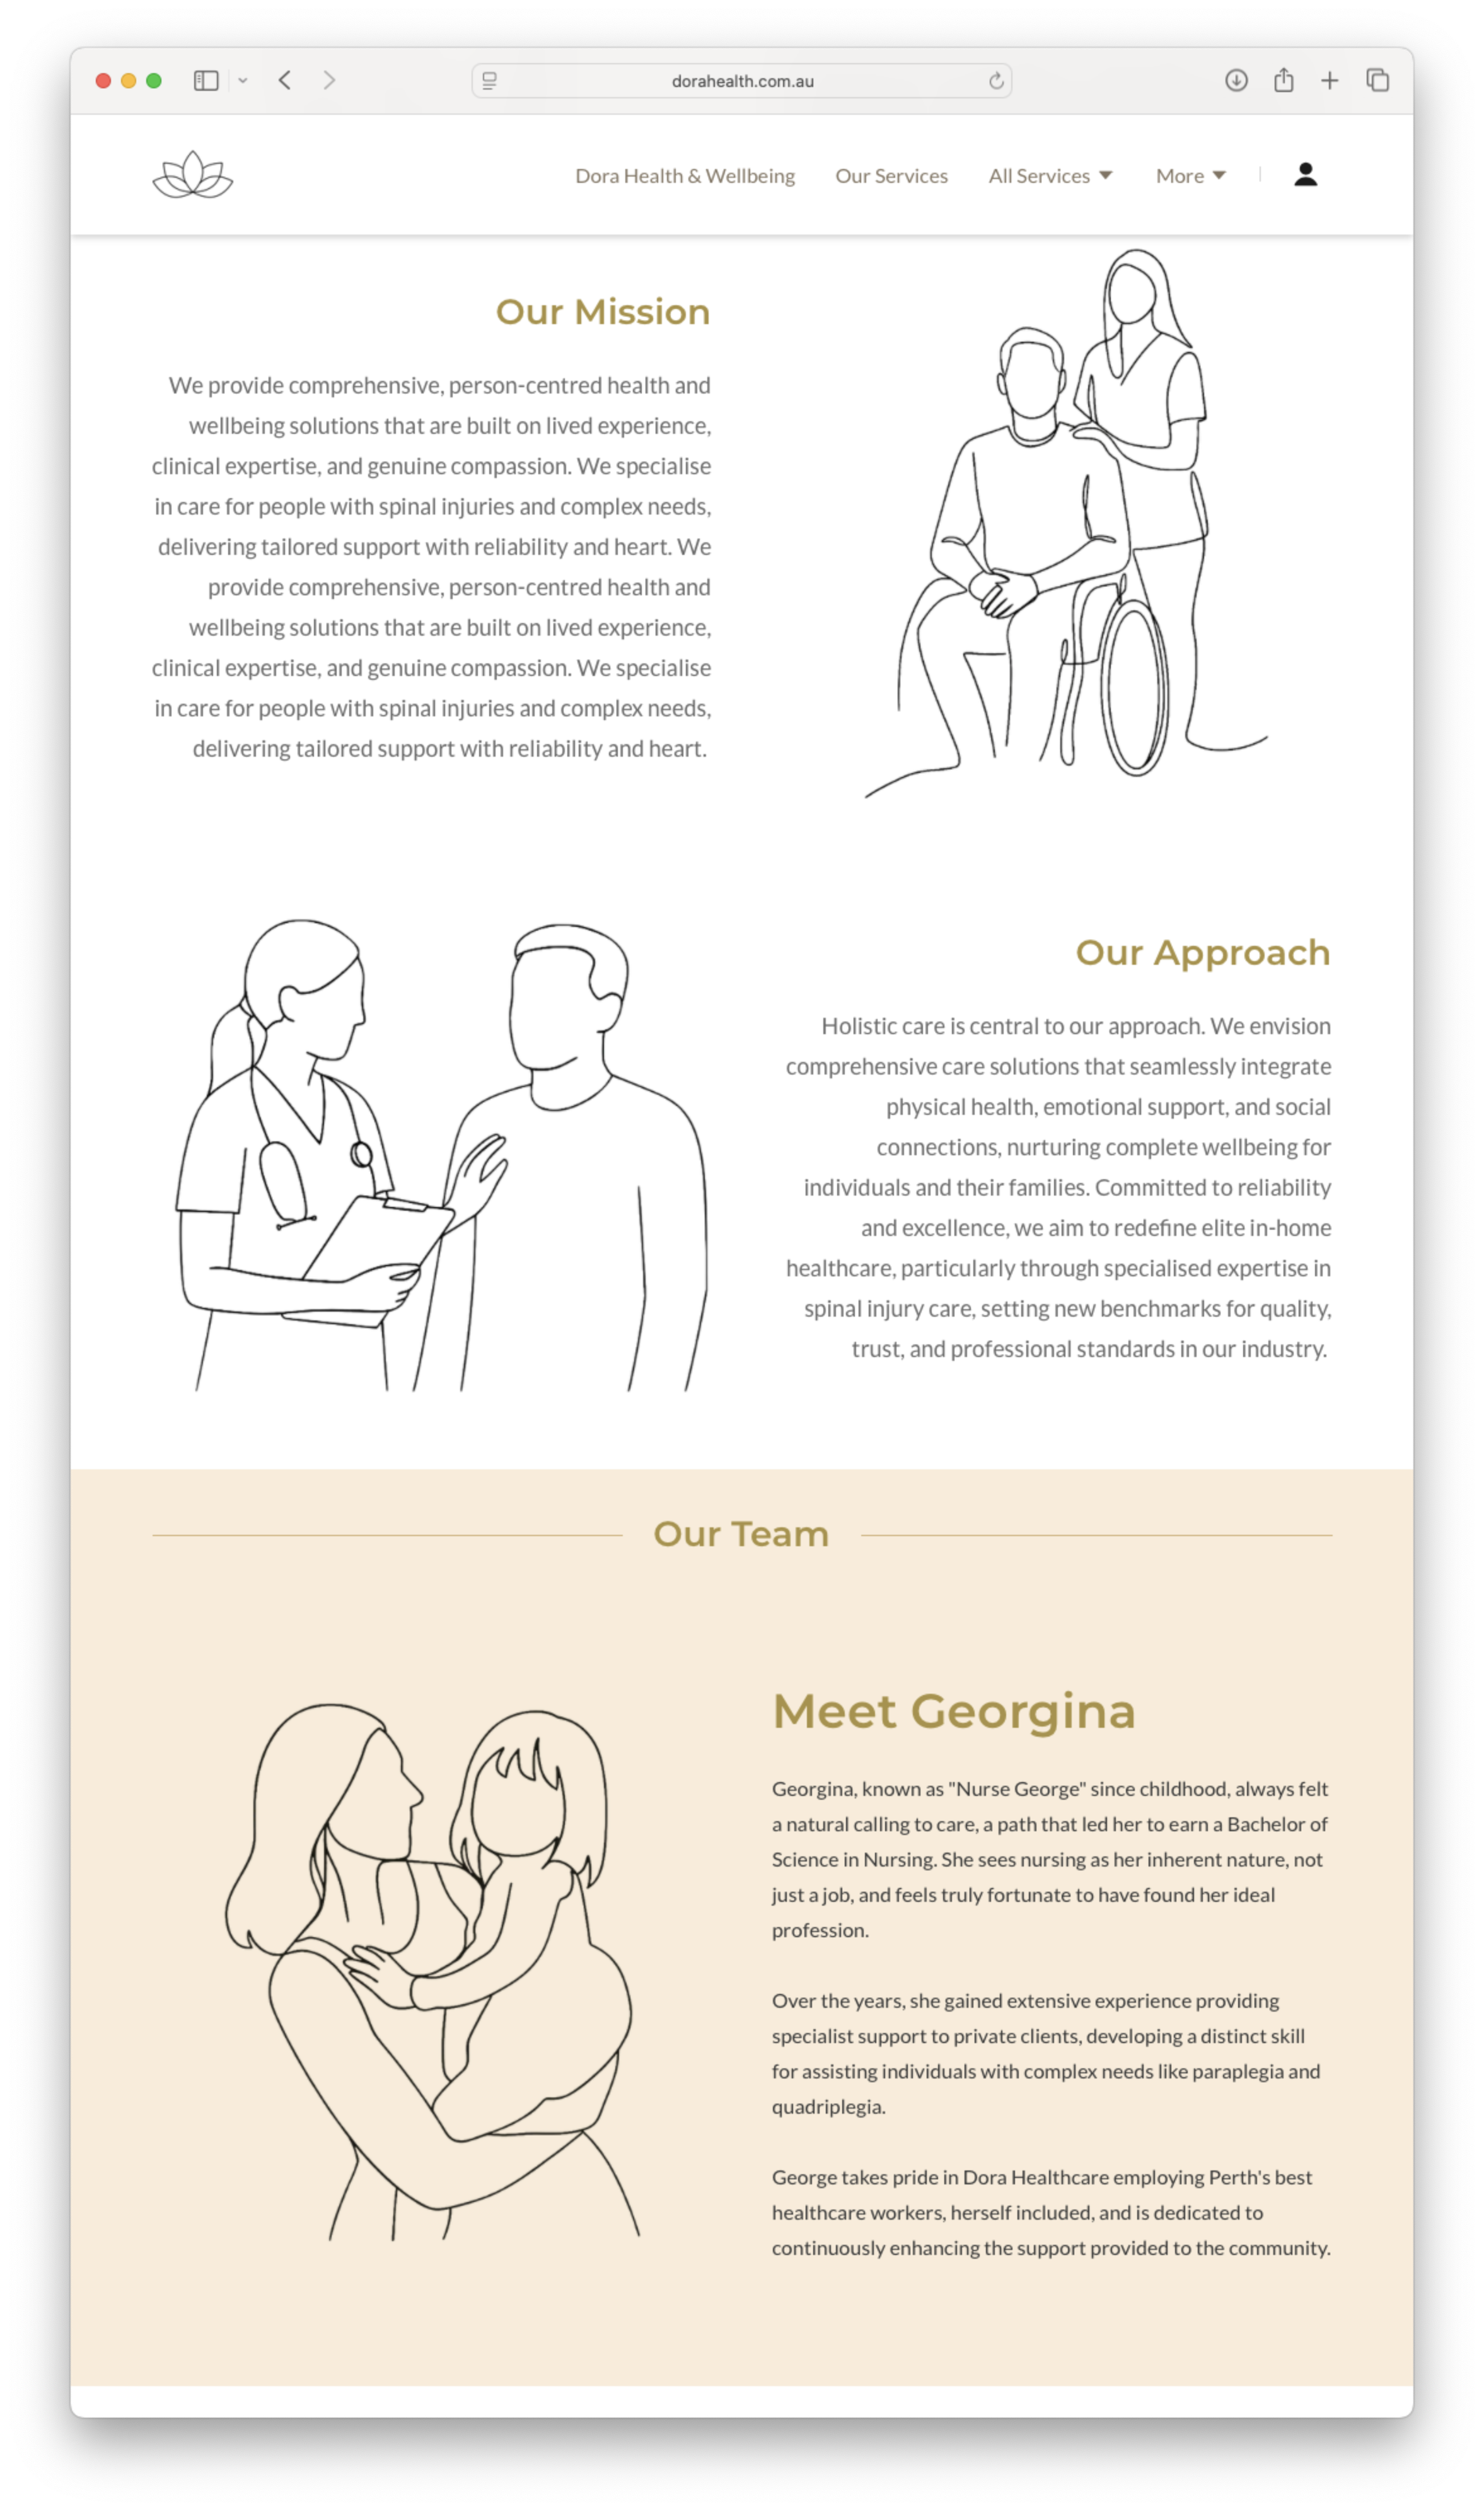 dorahealth.com.au
Dora Health & Wellbeing Our Services All Services More
Our Mission
We provide comprehensive, person-centred health and
wellbeing solutions that are built on lived experience,
clinical expertise, and genuine compassion. We specialise
in care for people with spinal injuries and complex needs,
delivering tailored support with reliability and heart. We
provide comprehensive, person-centred health and
wellbeing solutions that are built on lived experience,
clinical expertise, and genuine compassion. We specialise
in care for people with spinal injuries and complex needs,
delivering tailored support with reliability and heart.
Our Approach
Holistic care is central to our approach. We envision
comprehensive care solutions that seamlessly integrate
physical health, emotional support, and social
connections, nurturing complete wellbeing for
individuals and their families. Committed to reliability
and excellence, we aim to redefine elite in-home
healthcare, particularly through specialised expertise in
spinal injury care, setting new benchmarks for quality,
trust, and professional standards in our industry.
Our Team
Meet Georgina
Georgina, known as "Nurse George" since childhood, always felt
a natural calling to care, a path that led her to earn a Bachelor of
Science in Nursing. She sees nursing as her inherent nature, not
just a job, and feels truly fortunate to have found her ideal
profession.
Over the years, she gained extensive experience providing
specialist support to private clients, developing a distinct skill
for assisting individuals with complex needs like paraplegia and
quadriplegia.
George takes pride in Dora Healthcare employing Perth's best
healthcare workers, herself included, and is dedicated to
continuously enhancing the support provided to the community.